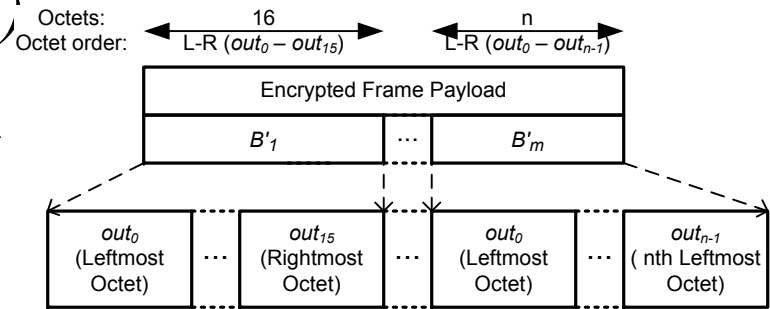 Octets: 16 n
Octet order: L-R (out0 – out15) L-R (out0 – outn-1)
Encrypted Frame Payload
B'1 ... B'm
out0 ... out15 ... out0 ... outn-1
(Leftmost (Rightmost (Leftmost ( nth Leftmost
Octet) Octet) Octet) Octet)